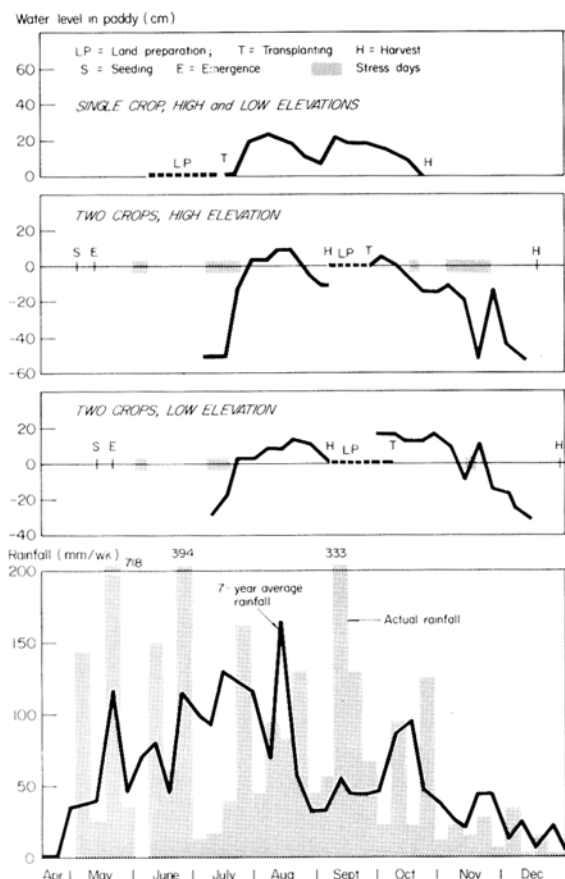 Water level in paddy (cm)
LP = Land preparation; T = Transplanting H = Harvest
S = Seeding E = Emergence Stress days
60
40
20
0
SINGLE CROP, HIGH and LOW ELEVATIONS
LP T H
TWO CROPS, HIGH ELEVATION
20
0
-20
-40
-60
S E H LP T H
TWO CROPS, LOW ELEVATION
20
0
-20
-40
S E H LP T H
Rainfall (mm/wk)
718 394 333
200
150
100
50
0
7-year average
rainfall
Actual rainfall
Apr May June July Aug Sept Oct Nov Dec